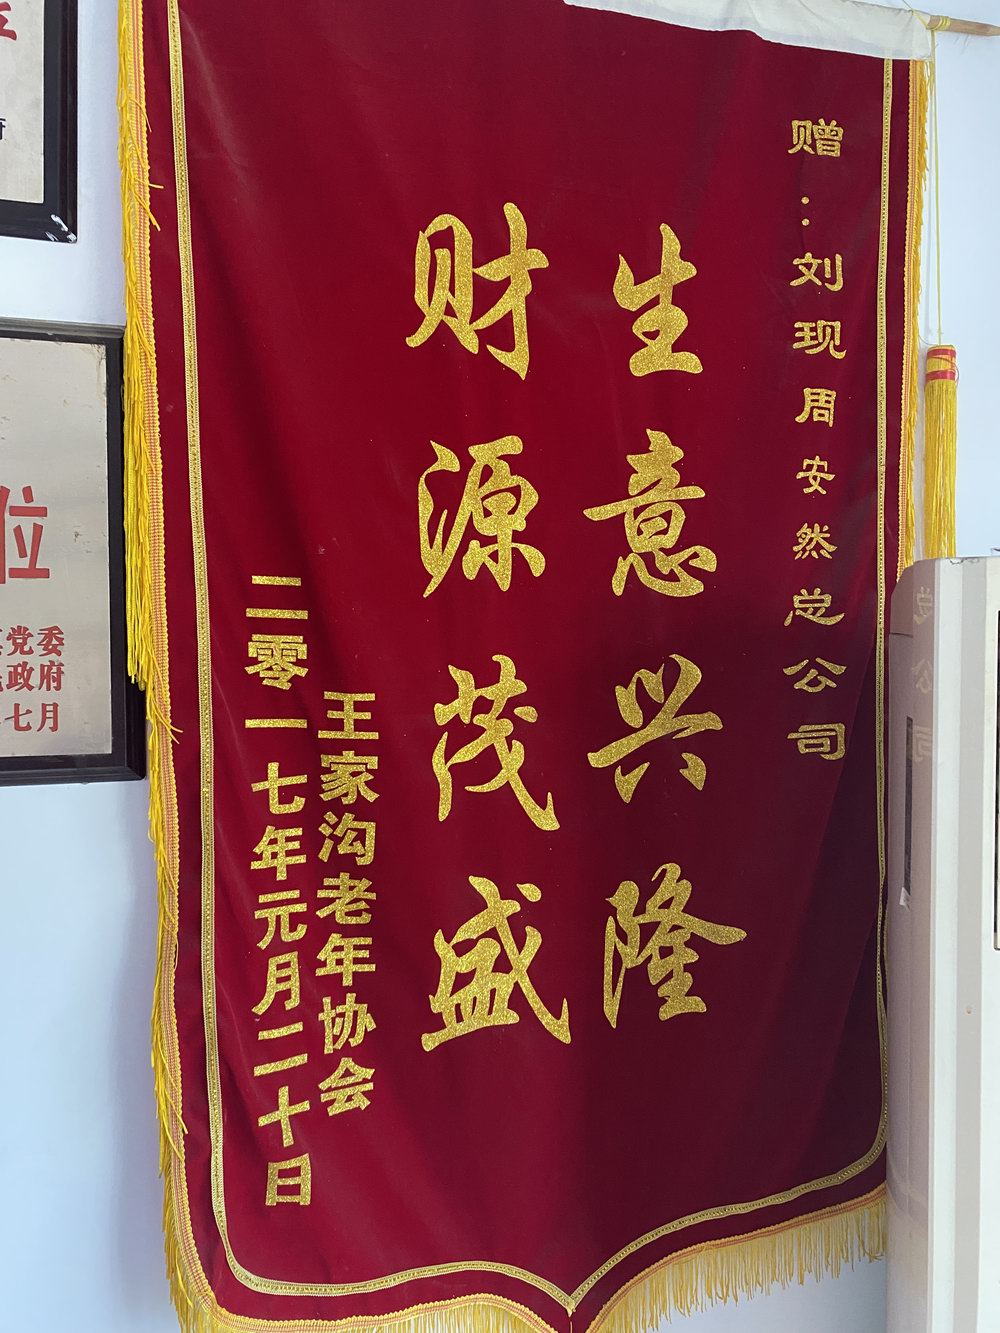 赠：刘现周安然总公司
生意兴隆
财源茂盛
王家沟老年协会
二零一七年元月二十日
位
党委
政府
七月